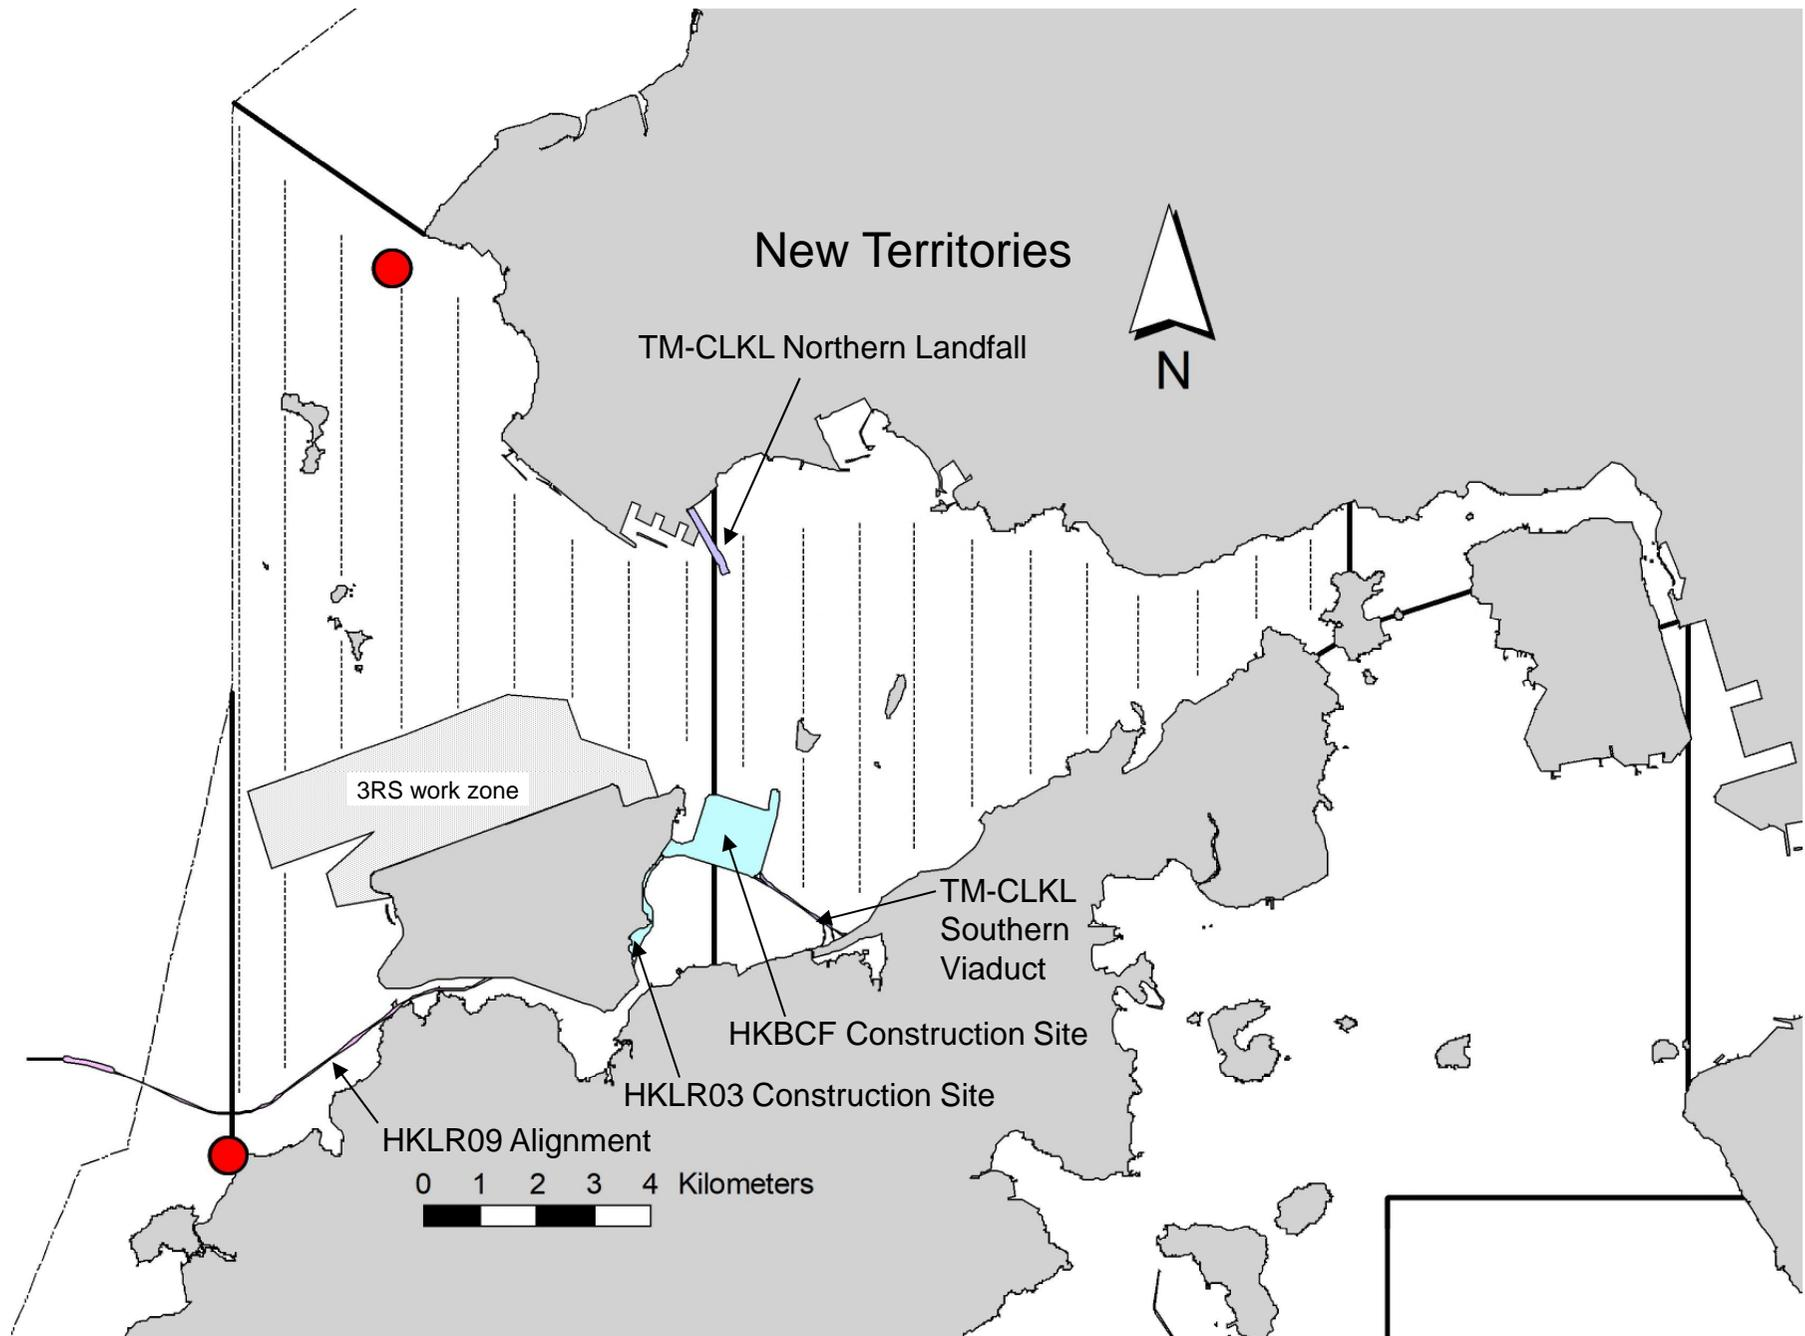 New Territories
TM-CLKL Northern Landfall
N
3RS work zone
TM-CLKL
Southern
Viaduct
HKBCF Construction Site
HKLR03 Construction Site
HKLR09 Alignment
0 1 2 3 4 Kilometers